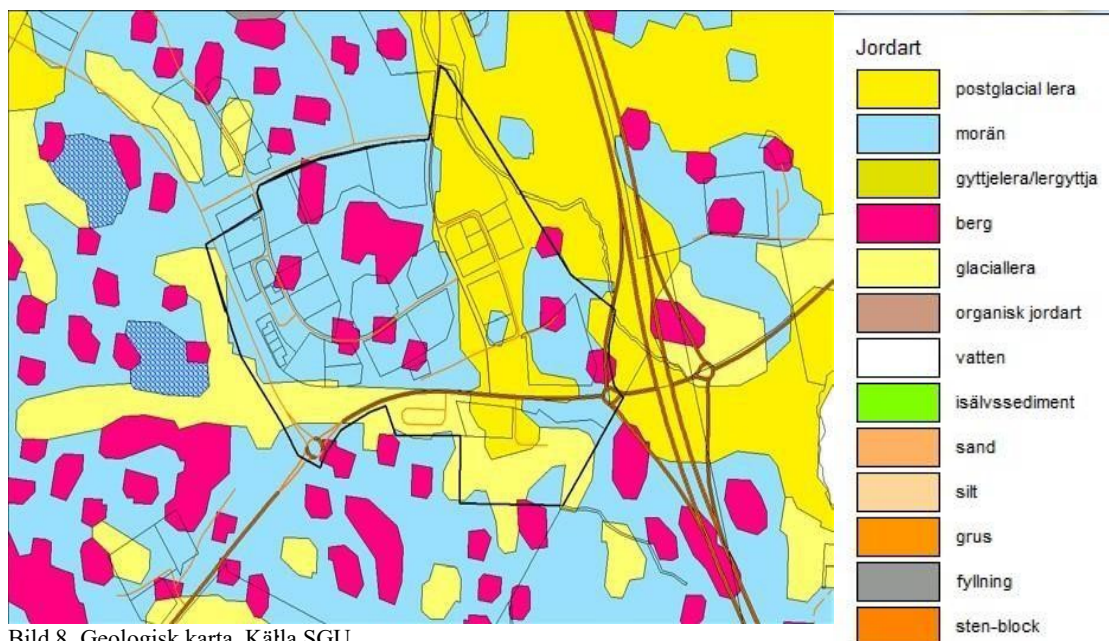 Jordart
postglacial lera
morän
gyttjelera/lergyttja
berg
glaciallera
organisk jordart
vatten
isälvssediment
sand
silt
grus
fyllning
sten-block
Bild 8. Geologisk karta. Källa SGU